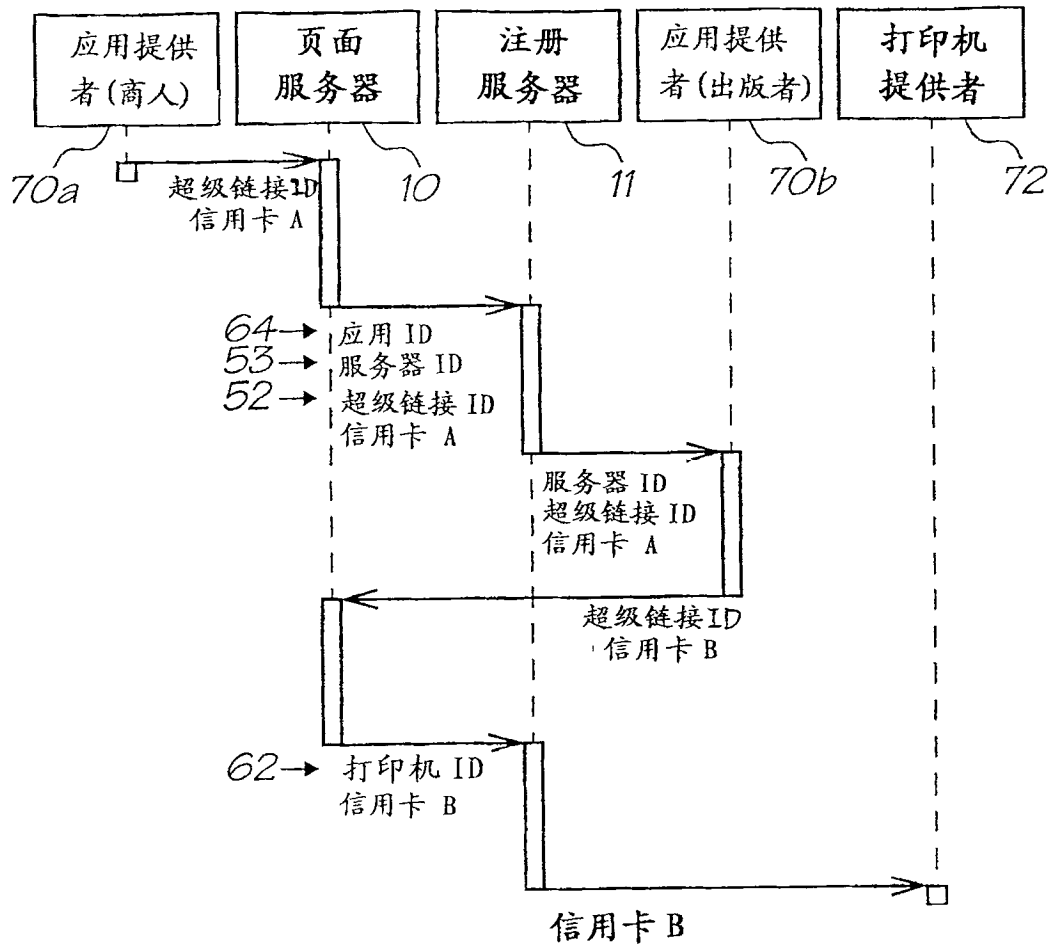 应用提供
者(商人)
页面
服务器
注册
服务器
应用提供
者(出版者)
打印机
提供者
70a
10
11
70b
72
超级链接ID
信用卡 A
64
应用 ID
53
服务器 ID
52
超级链接 ID
信用卡 A
服务器 ID
超级链接 ID
信用卡 A
超级链接ID
信用卡 B
62
打印机 ID
信用卡 B
信用卡 B